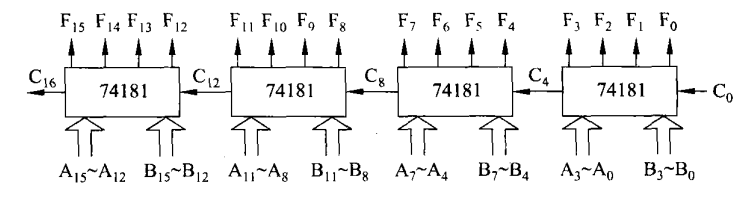 F₁₅ F₁₄ F₁₃ F₁₂ F₁₁ F₁₀ F₉ F₈ F₇ F₆ F₅ F₄ F₃ F₂ F₁ F₀
C₁₆ 74181 C₁₂ 74181 C₈ 74181 C₄ 74181 C₀
A₁₅~A₁₂ B₁₅~B₁₂ A₁₁~A₈ B₁₁~B₈ A₇~A₄ B₇~B₄ A₃~A₀ B₃~B₀